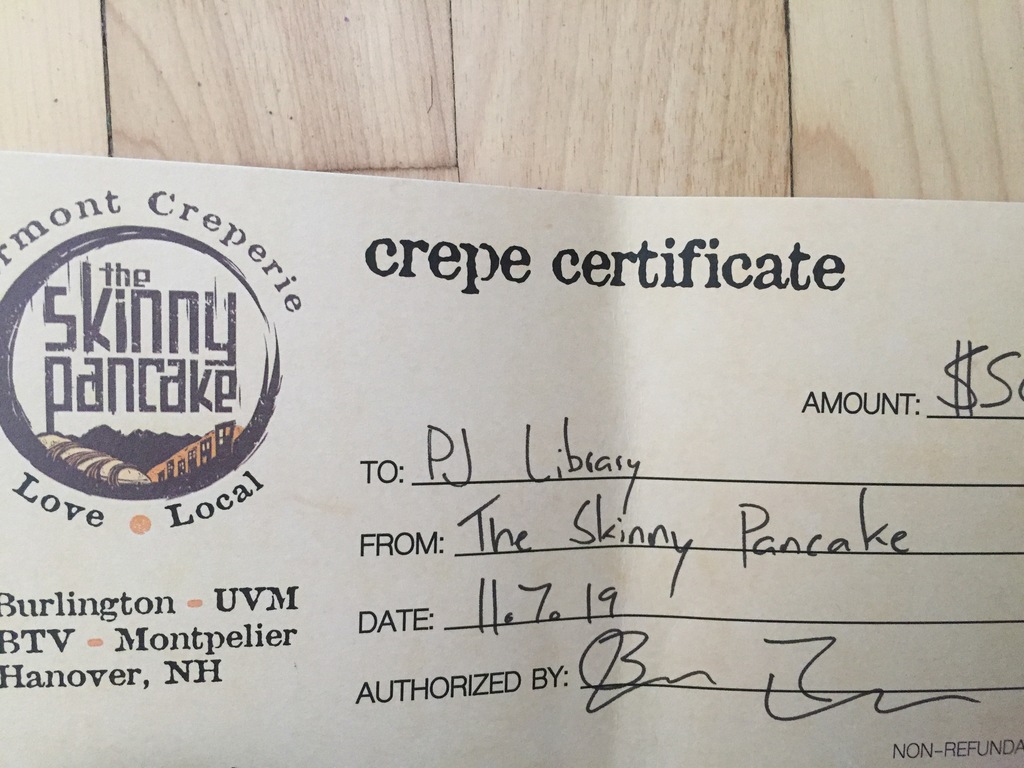 rmont Creperie
the
skinny
pancake
Love • Local
Burlington - UVM
BTV - Montpelier
Hanover, NH
crepe certificate
AMOUNT: $5
TO: PJ Library
FROM: The Skinny Pancake
DATE: 11.7.19
AUTHORIZED BY:
NON-REFUNDA